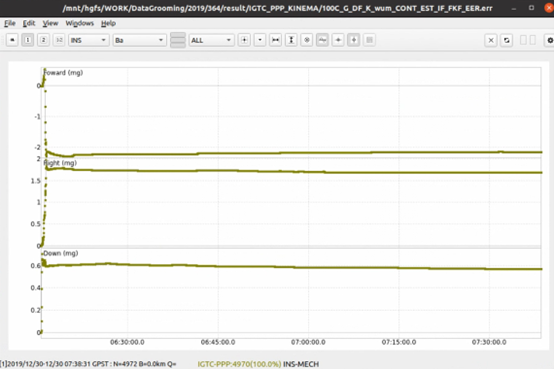 /mnt/hgfs/WORK/DataGrooming/2019/364/result/IGTC_PPP_KINEMA/100C_G_DF_K_wum_CONT_EST_IF_FKF_EER.err
File Edit View Windows Help
1 2 INS Ba ALL
Foward (mg)
0
-1
-2
2
Right (mg)
1.5
1
0.5
0
Down (mg)
0.6
0.4
0.2
0
06:30:00.0 06:45:00.0 07:00:00.0 07:15:00.0 07:30:00.0
[1]2019/12/30-12/30 07:38:31 GPST : N=4972 B=0.0km Q= IGTC-PPP:4970(100.0%) INS-MECH